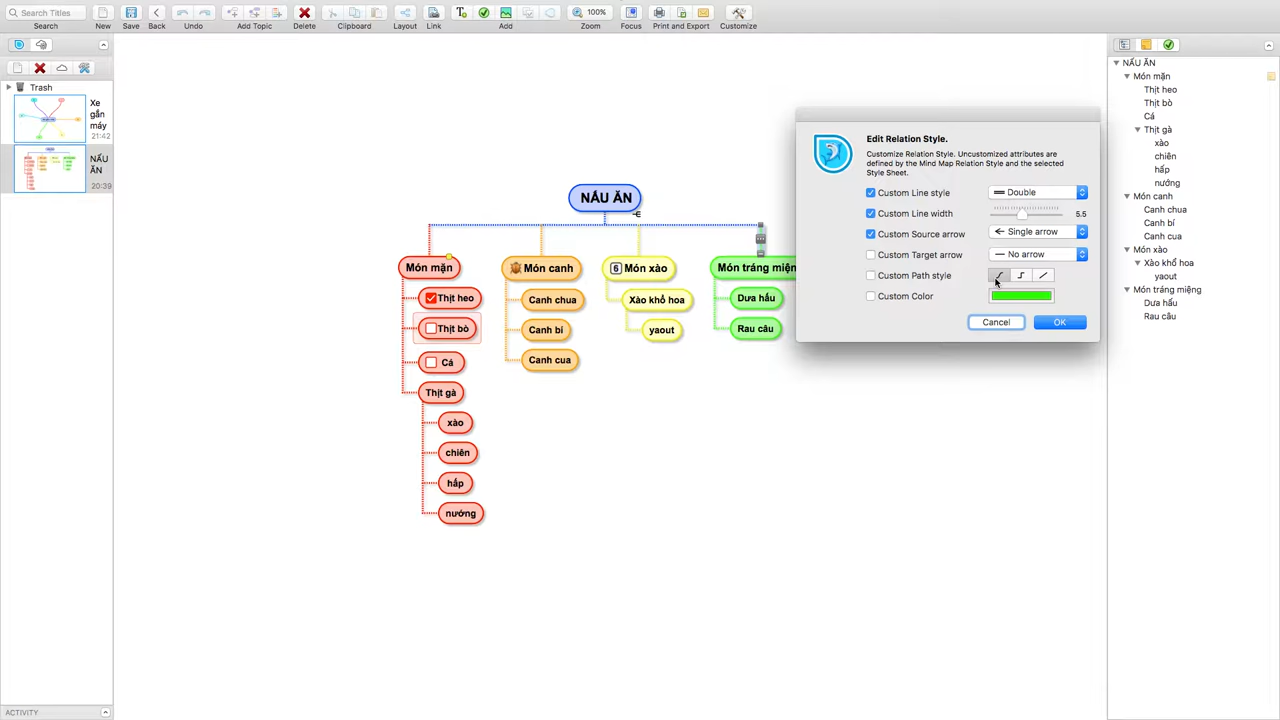 Search Titles
100%
Search
New
Save
Back
Undo
Add Topic
Delete
Clipboard
Layout
Link
Add
Zoom
Focus
Print and Export
Customize
Trash
Xe
gắn
máy
21:42
NẤU
ĂN
20:39
ACTIVITY
NẤU ĂN
Món mặn
Món canh
6 Món xào
Món tráng miện
Thịt heo
Canh chua
Xào khổ hoa
Dưa hấu
Thịt bò
Canh bí
yaout
Rau câu
Cá
Canh cua
Thịt gà
xào
chiên
hấp
nướng
Edit Relation Style.
Customize Relation Style. Uncustomized attributes are
defined by the Mind Map Relation Style and the selected
Style Sheet.
Custom Line style
Double
Custom Line width
5.5
Custom Source arrow
Single arrow
Custom Target arrow
No arrow
Custom Path style
Custom Color
Cancel
OK
NẤU ĂN
Món mặn
Thịt heo
Thịt bò
Cá
Thịt gà
xào
chiên
hấp
nướng
Món canh
Canh chua
Canh bí
Canh cua
Món xào
Xào khổ hoa
yaout
Món tráng miệng
Dưa hấu
Rau câu